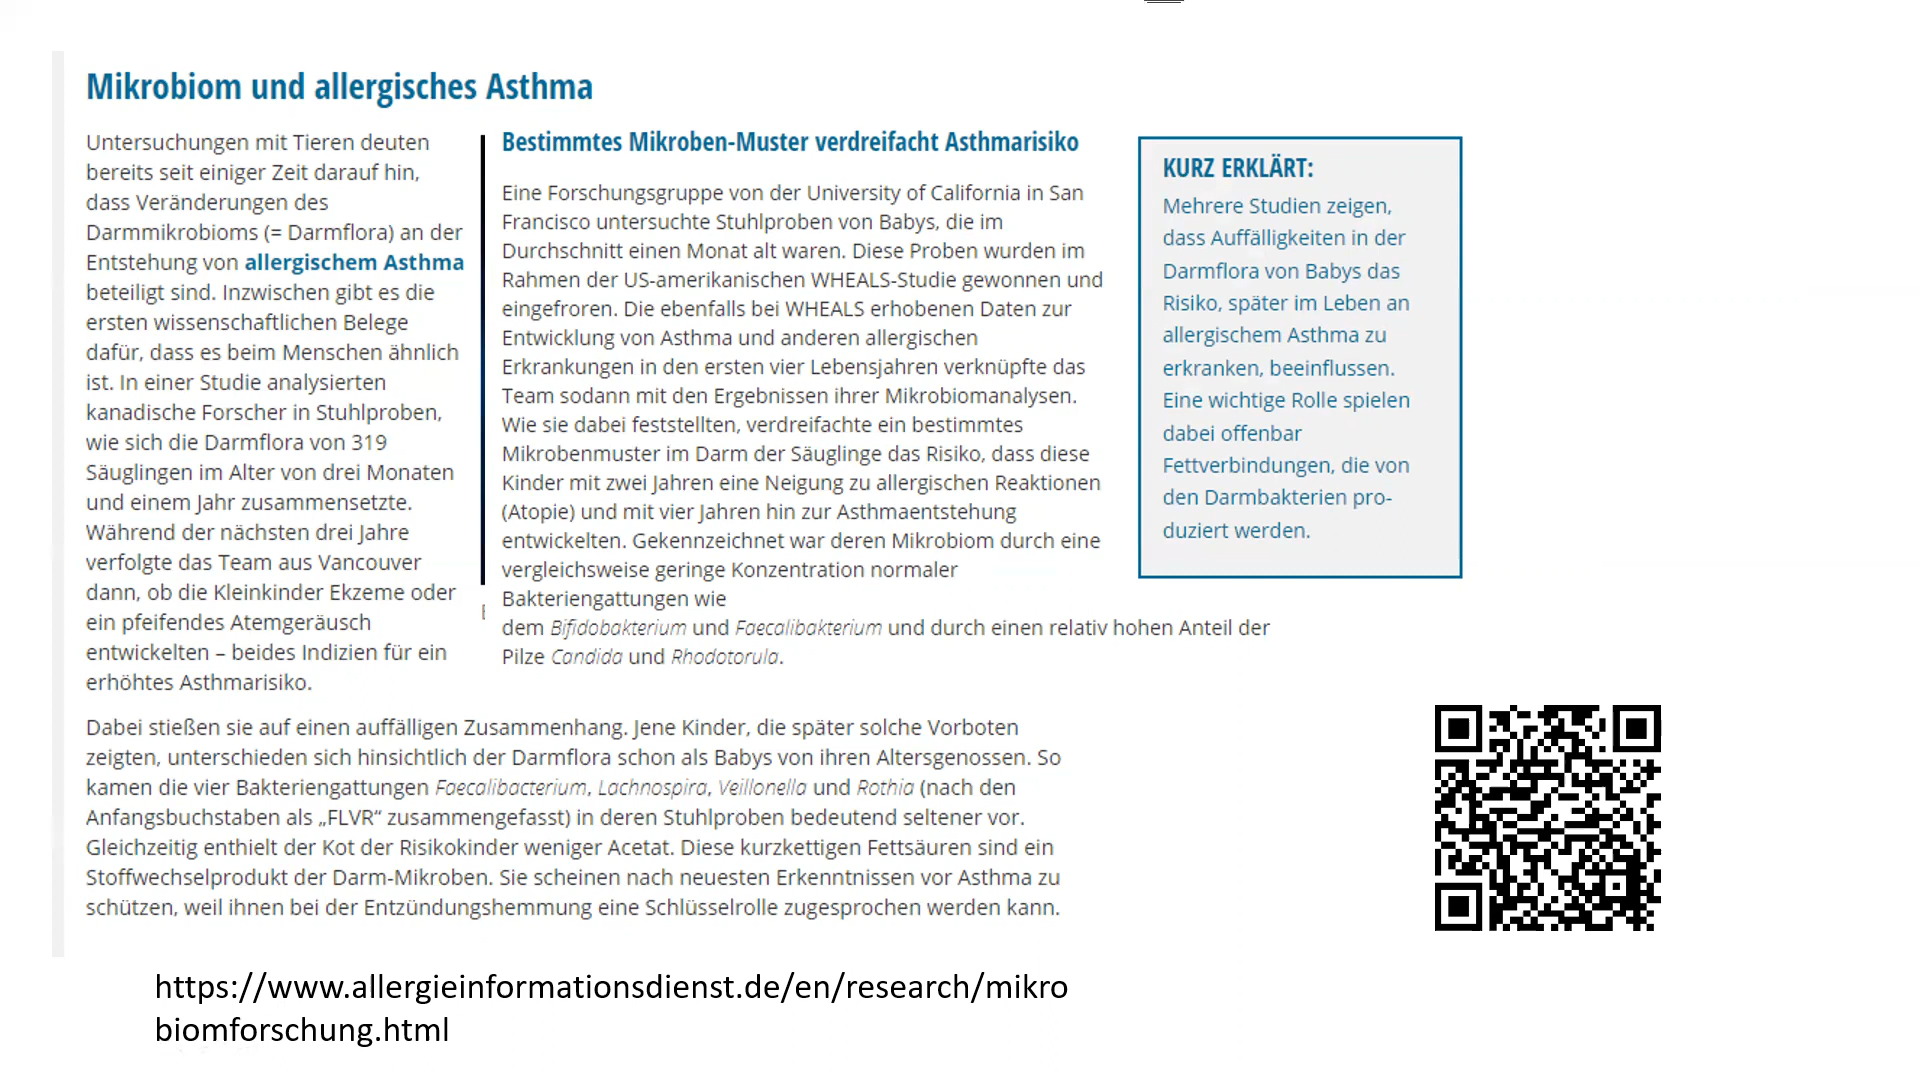 Mikrobiom und allergisches Asthma
Untersuchungen mit Tieren deuten
bereits seit einiger Zeit darauf hin,
dass Veränderungen des
Darmmikrobioms (= Darmflora) an der
Entstehung von allergischem Asthma
beteiligt sind. Inzwischen gibt es die
ersten wissenschaftlichen Belege
dafür, dass es beim Menschen ähnlich
ist. In einer Studie analysierten
kanadische Forscher in Stuhlproben,
wie sich die Darmflora von 319
Säuglingen im Alter von drei Monaten
und einem Jahr zusammensetzte.
Während der nächsten drei Jahre
verfolgte das Team aus Vancouver
dann, ob die Kleinkinder Ekzeme oder
ein pfeifendes Atemgeräusch
entwickelten – beides Indizien für ein
erhöhtes Asthmarisiko.
Dabei stießen sie auf einen auffälligen Zusammenhang. Jene Kinder, die später solche Vorboten
zeigten, unterschieden sich hinsichtlich der Darmflora schon als Babys von ihren Altersgenossen. So
kamen die vier Bakteriengattungen Faecalibacterium, Lachnospira, Veillonella und Rothia (nach den
Anfangsbuchstaben als „FLVR“ zusammengefasst) in deren Stuhlproben bedeutend seltener vor.
Gleichzeitig enthielt der Kot der Risikokinder weniger Acetat. Diese kurzkettigen Fettsäuren sind ein
Stoffwechselprodukt der Darm-Mikroben. Sie scheinen nach neuesten Erkenntnissen vor Asthma zu
schützen, weil ihnen bei der Entzündungshemmung eine Schlüsselrolle zugesprochen werden kann.
Bestimmtes Mikroben-Muster verdreifacht Asthmarisiko
Eine Forschungsgruppe von der University of California in San
Francisco untersuchte Stuhlproben von Babys, die im
Durchschnitt einen Monat alt waren. Diese Proben wurden im
Rahmen der US-amerikanischen WHEALS-Studie gewonnen und
eingefroren. Die ebenfalls bei WHEALS erhobenen Daten zur
Entwicklung von Asthma und anderen allergischen
Erkrankungen in den ersten vier Lebensjahren verknüpfte das
Team sodann mit den Ergebnissen ihrer Mikrobiomanalysen.
Wie sie dabei feststellten, verdreifachte ein bestimmtes
Mikrobenmuster im Darm der Säuglinge das Risiko, dass diese
Kinder mit zwei Jahren eine Neigung zu allergischen Reaktionen
(Atopie) und mit vier Jahren hin zur Asthmaentstehung
entwickelten. Gekennzeichnet war deren Mikrobiom durch eine
vergleichsweise geringe Konzentration normaler
Bakteriengattungen wie
dem Bifidobakterium und Faecalibakterium und durch einen relativ hohen Anteil der
Pilze Candida und Rhodotorula.
KURZ ERKLÄRT:
Mehrere Studien zeigen,
dass Auffälligkeiten in der
Darmflora von Babys das
Risiko, später im Leben an
allergischem Asthma zu
erkranken, beeinflussen.
Eine wichtige Rolle spielen
dabei offenbar
Fettverbindungen, die von
den Darmbakterien pro-
duziert werden.
https://www.allergieinformationsdienst.de/en/research/mikro
biomforschung.html